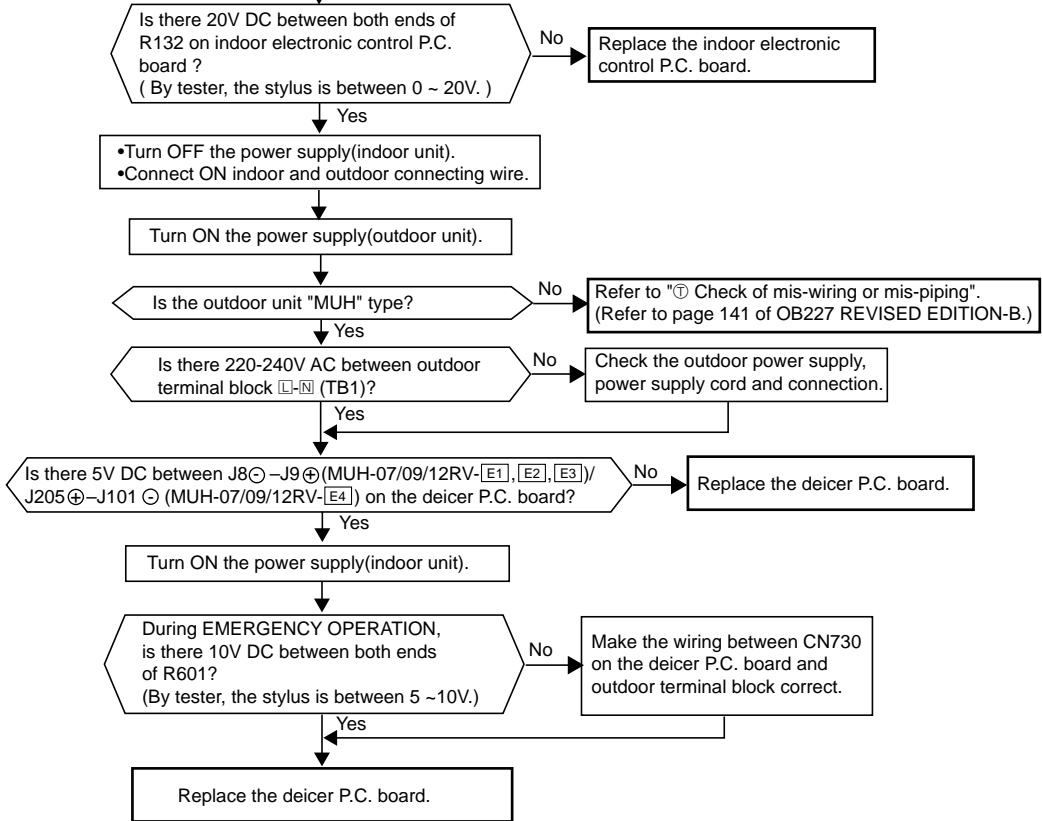 Is there 20V DC between both ends of
R132 on indoor electronic control P.C.
board ?
( By tester, the stylus is between 0 ~ 20V. )
No
Replace the indoor electronic
control P.C. board.
Yes
•Turn OFF the power supply(indoor unit).
•Connect ON indoor and outdoor connecting wire.
Turn ON the power supply(outdoor unit).
Is the outdoor unit "MUH" type?
No
Refer to "Ⓣ Check of mis-wiring or mis-piping".
(Refer to page 141 of OB227 REVISED EDITION-B.)
Yes
Is there 220-240V AC between outdoor
terminal block 🄻-🄽 (TB1)?
No
Check the outdoor power supply,
power supply cord and connection.
Yes
Is there 5V DC between J8⊖–J9⊕(MUH-07/09/12RV-E1,E2,E3)/
J205⊕–J101 ⊖ (MUH-07/09/12RV-E4) on the deicer P.C. board?
No
Replace the deicer P.C. board.
Yes
Turn ON the power supply(indoor unit).
During EMERGENCY OPERATION,
is there 10V DC between both ends
of R601?
(By tester, the stylus is between 5 ~10V.)
No
Make the wiring between CN730
on the deicer P.C. board and
outdoor terminal block correct.
Yes
Replace the deicer P.C. board.